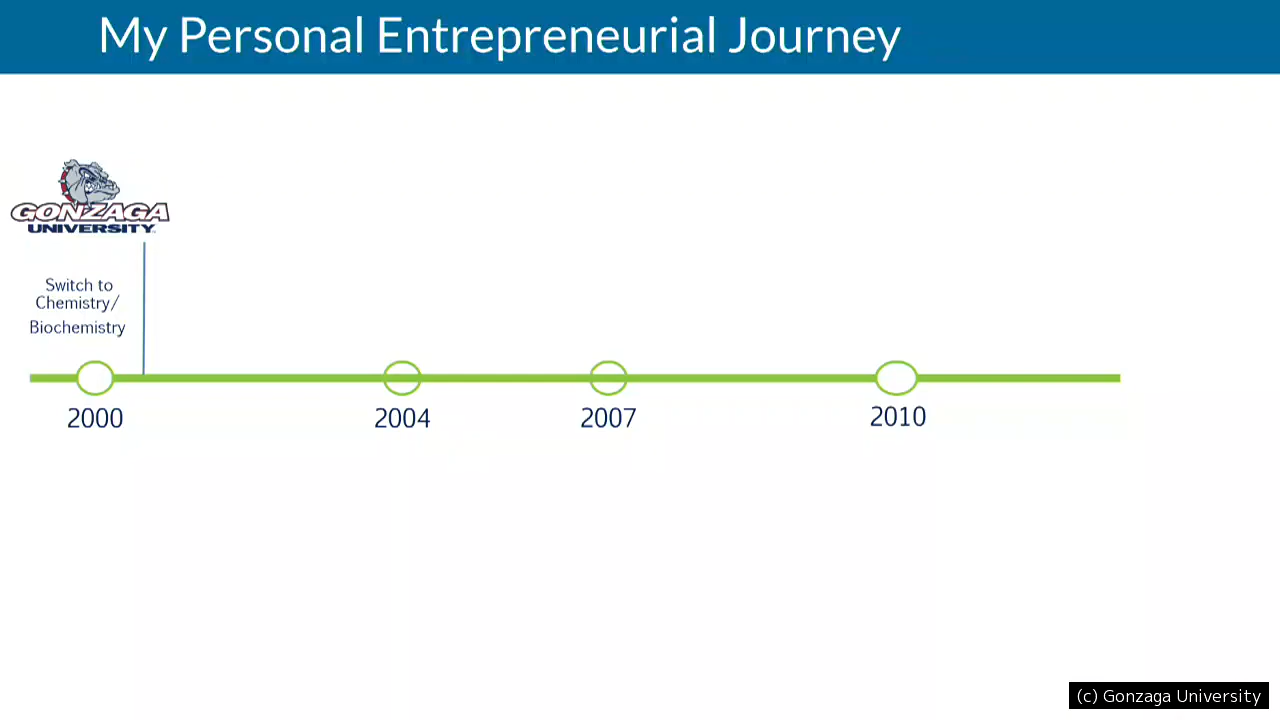 My Personal Entrepreneurial Journey
GONZAGA
UNIVERSITY
Switch to
Chemistry/
Biochemistry
2000
2004
2007
2010
(c) Gonzaga University